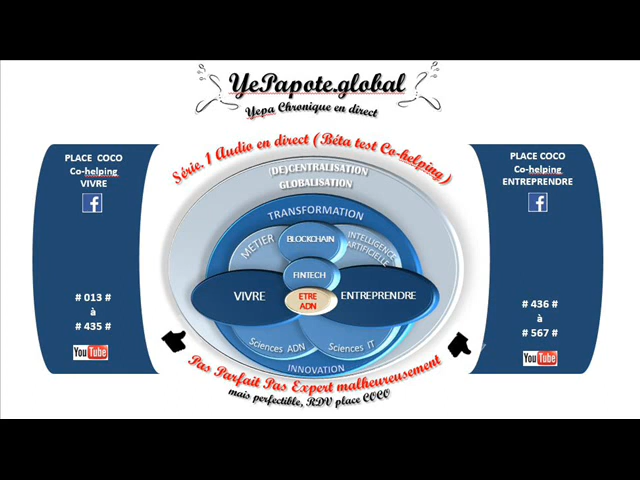 YePapote.global
Yepa Chronique en direct
Série, 1 Audio en direct (Béta test Co-helping)
PLACE COCO
Co-helping
VIVRE
# 013 #
à
# 435 #
YouTube
(DE)CENTRALISATION
GLOBALISATION
TRANSFORMATION
METIER
BLOCKCHAIN
INTELLIGENCE
ARTIFICIELLE
FINTECH
VIVRE
ETRE
ADN
ENTREPRENDRE
Sciences ADN
Sciences IT
INNOVATION
PLACE COCO
Co-helping
ENTREPRENDRE
# 436 #
à
# 567 #
YouTube
Pas Parfait Pas Expert malheureusement
mais perfectible, RDV place COCO